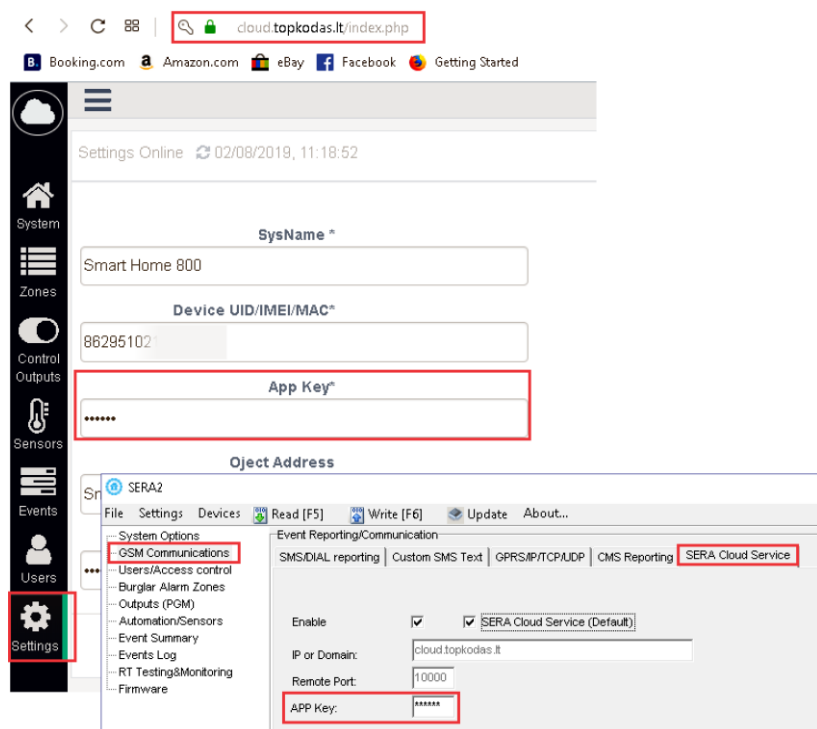 cloud.topkodas.lt/index.php
B. Booking.com a Amazon.com eBay f Facebook Getting Started
Settings Online 02/08/2019, 11:18:52
System
Zones
Control
Outputs
Sensors
Events
Users
Settings
SysName *
Smart Home 800
Device UID/IMEI/MAC*
86295102
App Key*
••••••
Oject Address
Sr
•••
SERA2
File Settings Devices Read [F5] Write [F6] Update About...
System Options
GSM Communications
Users/Access control
Burglar Alarm Zones
Outputs (PGM)
Automation/Sensors
Event Summary
Events Log
RT Testing&Monitoring
Firmware
Event Reporting/Communication
SMS/DIAL reporting Custom SMS Text GPRS/IP/TCP/UDP CMS Reporting SERA Cloud Service
Enable SERA Cloud Service (Default)
IP or Domain: cloud.topkodas.lt
Remote Port: 10000
APP Key: ******